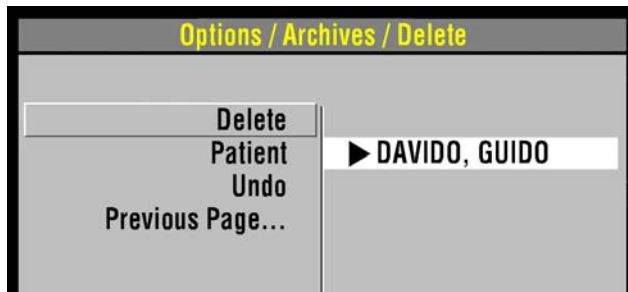 Options / Archives / Delete
Delete
Patient ▶ DAVIDO, GUIDO
Undo
Previous Page...